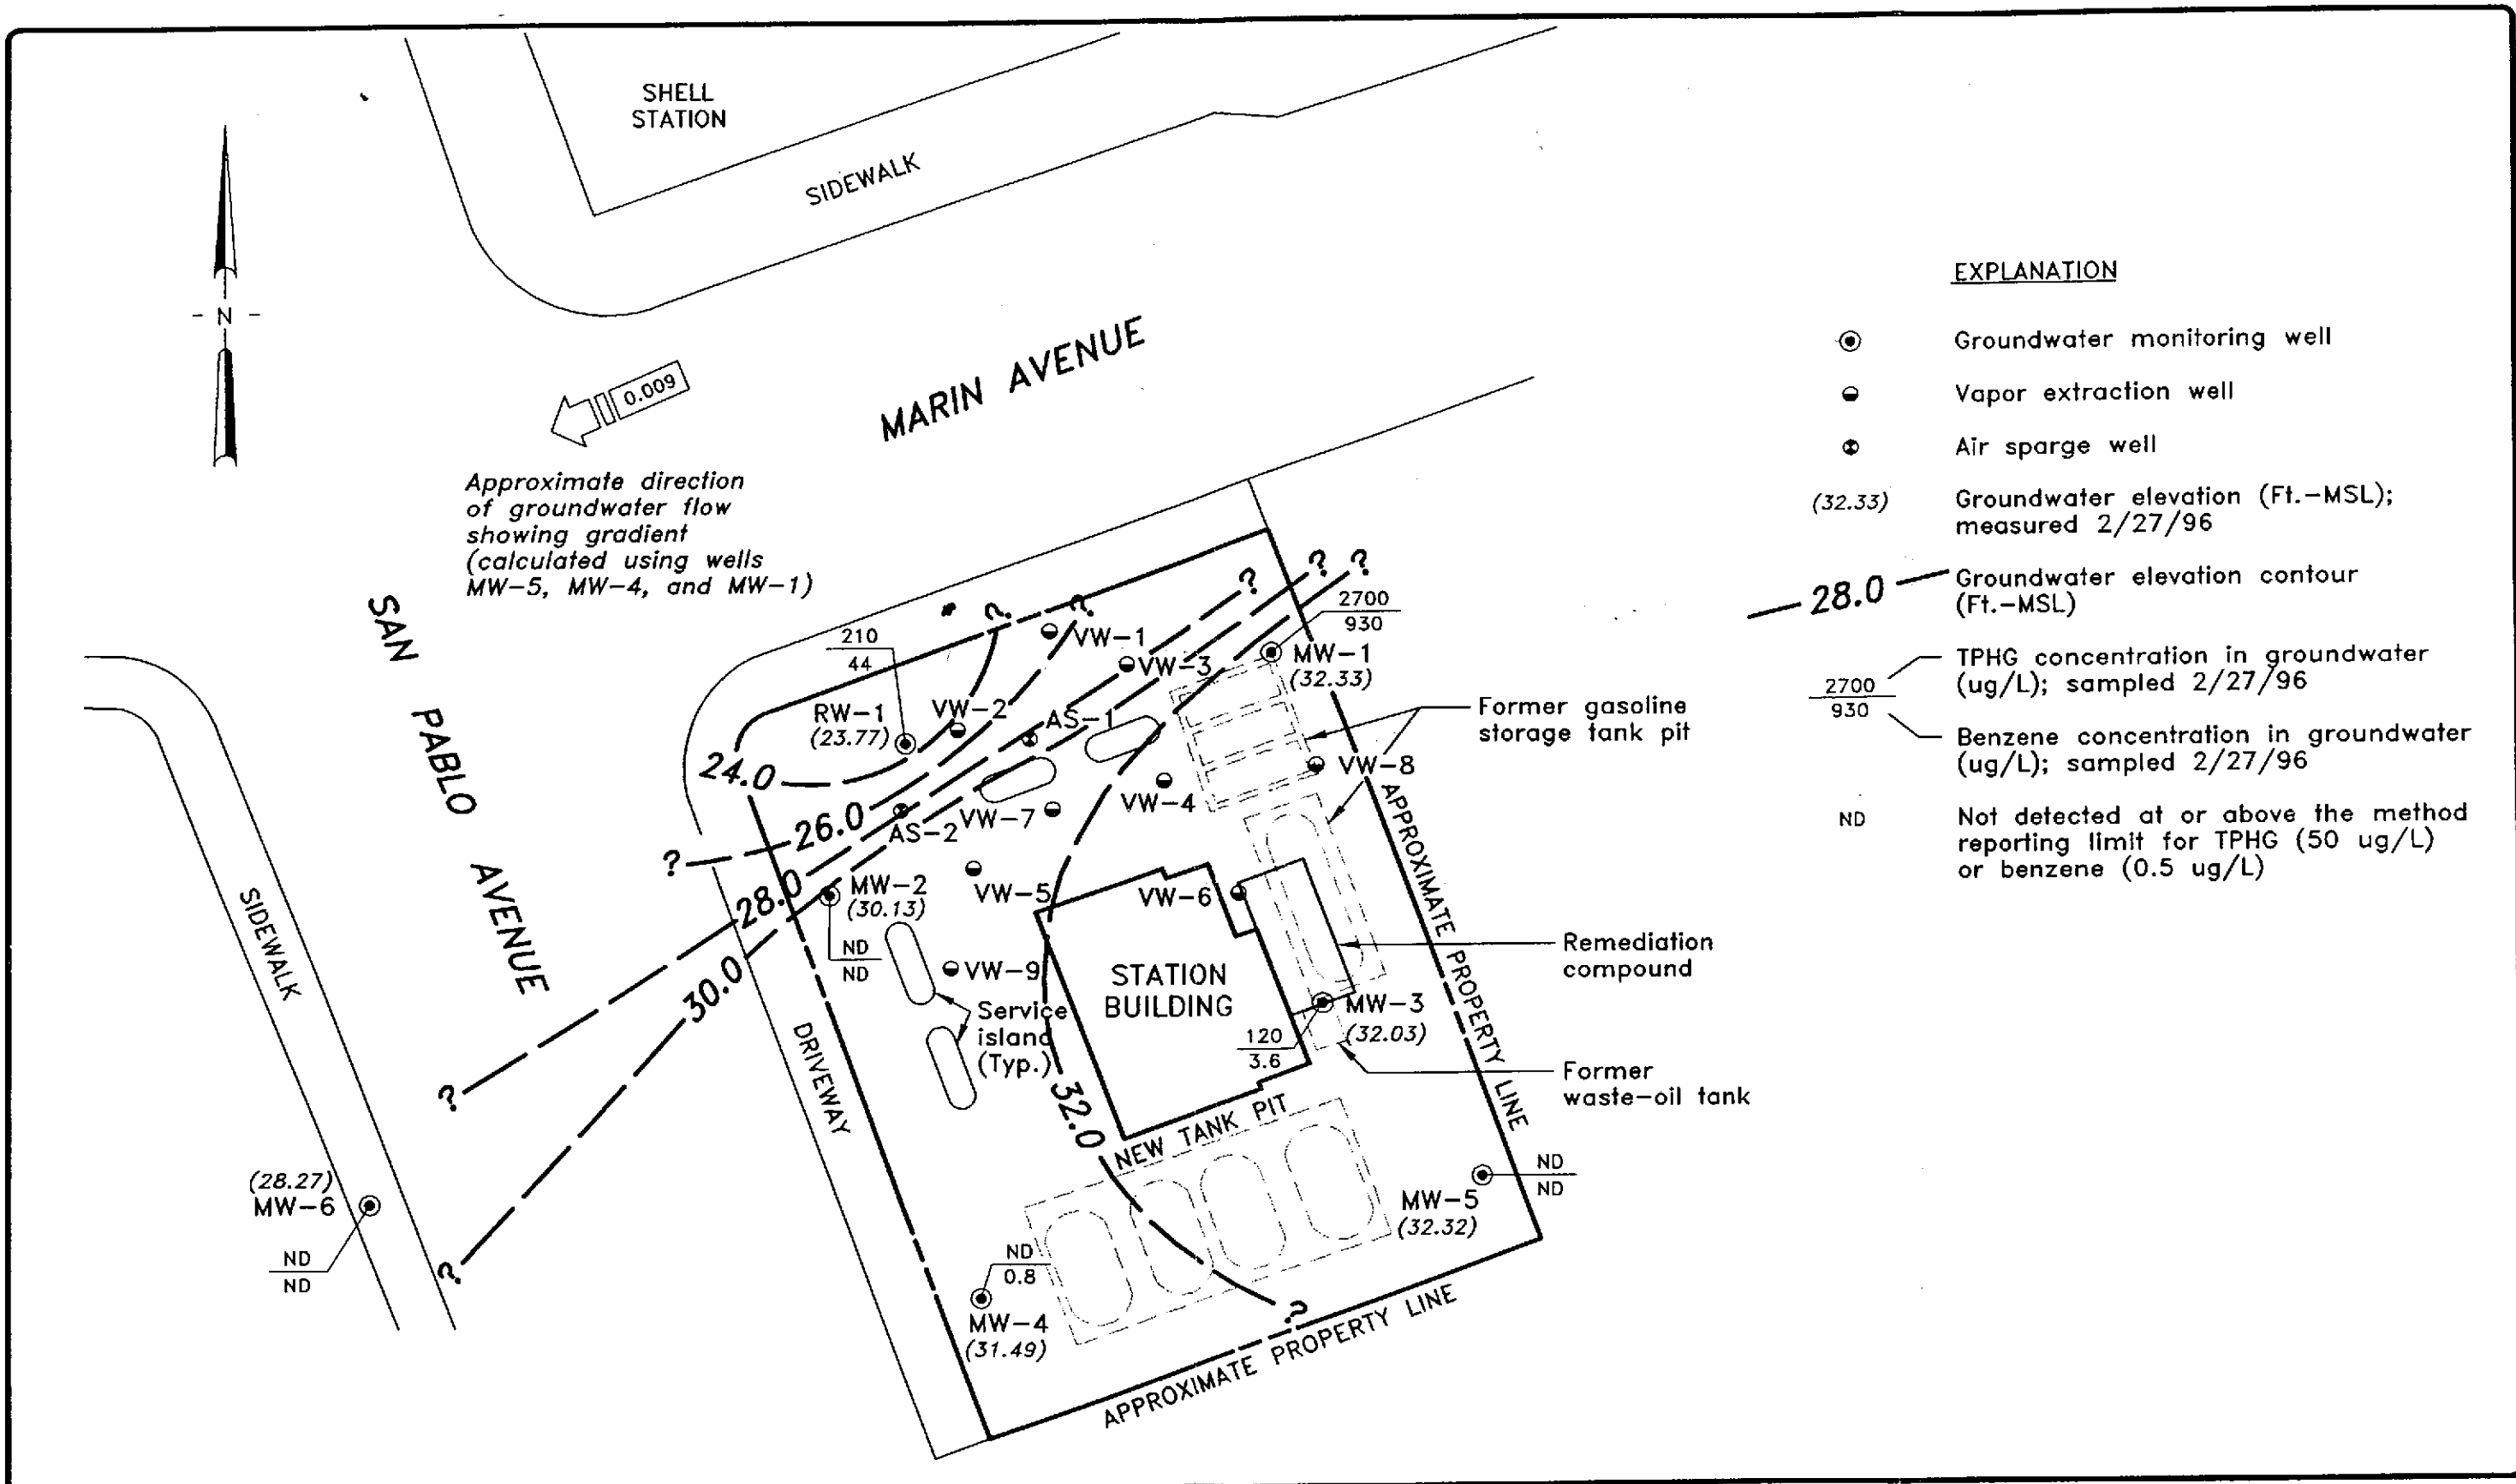 SHELL
STATION
SIDEWALK
- N -
0.009
MARIN AVENUE
Approximate direction
of groundwater flow
showing gradient
(calculated using wells
MW-5, MW-4, and MW-1)
SAN PABLO AVENUE
SIDEWALK
DRIVEWAY
EXPLANATION
Groundwater monitoring well
Vapor extraction well
Air sparge well
(32.33)
Groundwater elevation (Ft.-MSL);
measured 2/27/96
28.0
Groundwater elevation contour
(Ft.-MSL)
2700
930
TPHG concentration in groundwater
(ug/L); sampled 2/27/96
Benzene concentration in groundwater
(ug/L); sampled 2/27/96
ND
Not detected at or above the method
reporting limit for TPHG (50 ug/L)
or benzene (0.5 ug/L)
?
?
?
?
?
2700
930
MW-1
(32.33)
210
44
RW-1
(23.77)
VW-1
VW-3
VW-2
AS-1
24.0
26.0
?
AS-2
VW-7
VW-4
VW-8
Former gasoline
storage tank pit
28.0
MW-2
(30.13)
ND
ND
VW-5
VW-6
30.0
VW-9
Service
island
(Typ.)
STATION
BUILDING
Remediation
compound
MW-3
(32.03)
120
3.6
Former
waste-oil tank
APPROXIMATE PROPERTY LINE
?
?
32.0
NEW TANK PIT
(28.27)
MW-6
ND
ND
ND
0.8
MW-4
(31.49)
ND
ND
MW-5
(32.32)
?
APPROXIMATE PROPERTY LINE